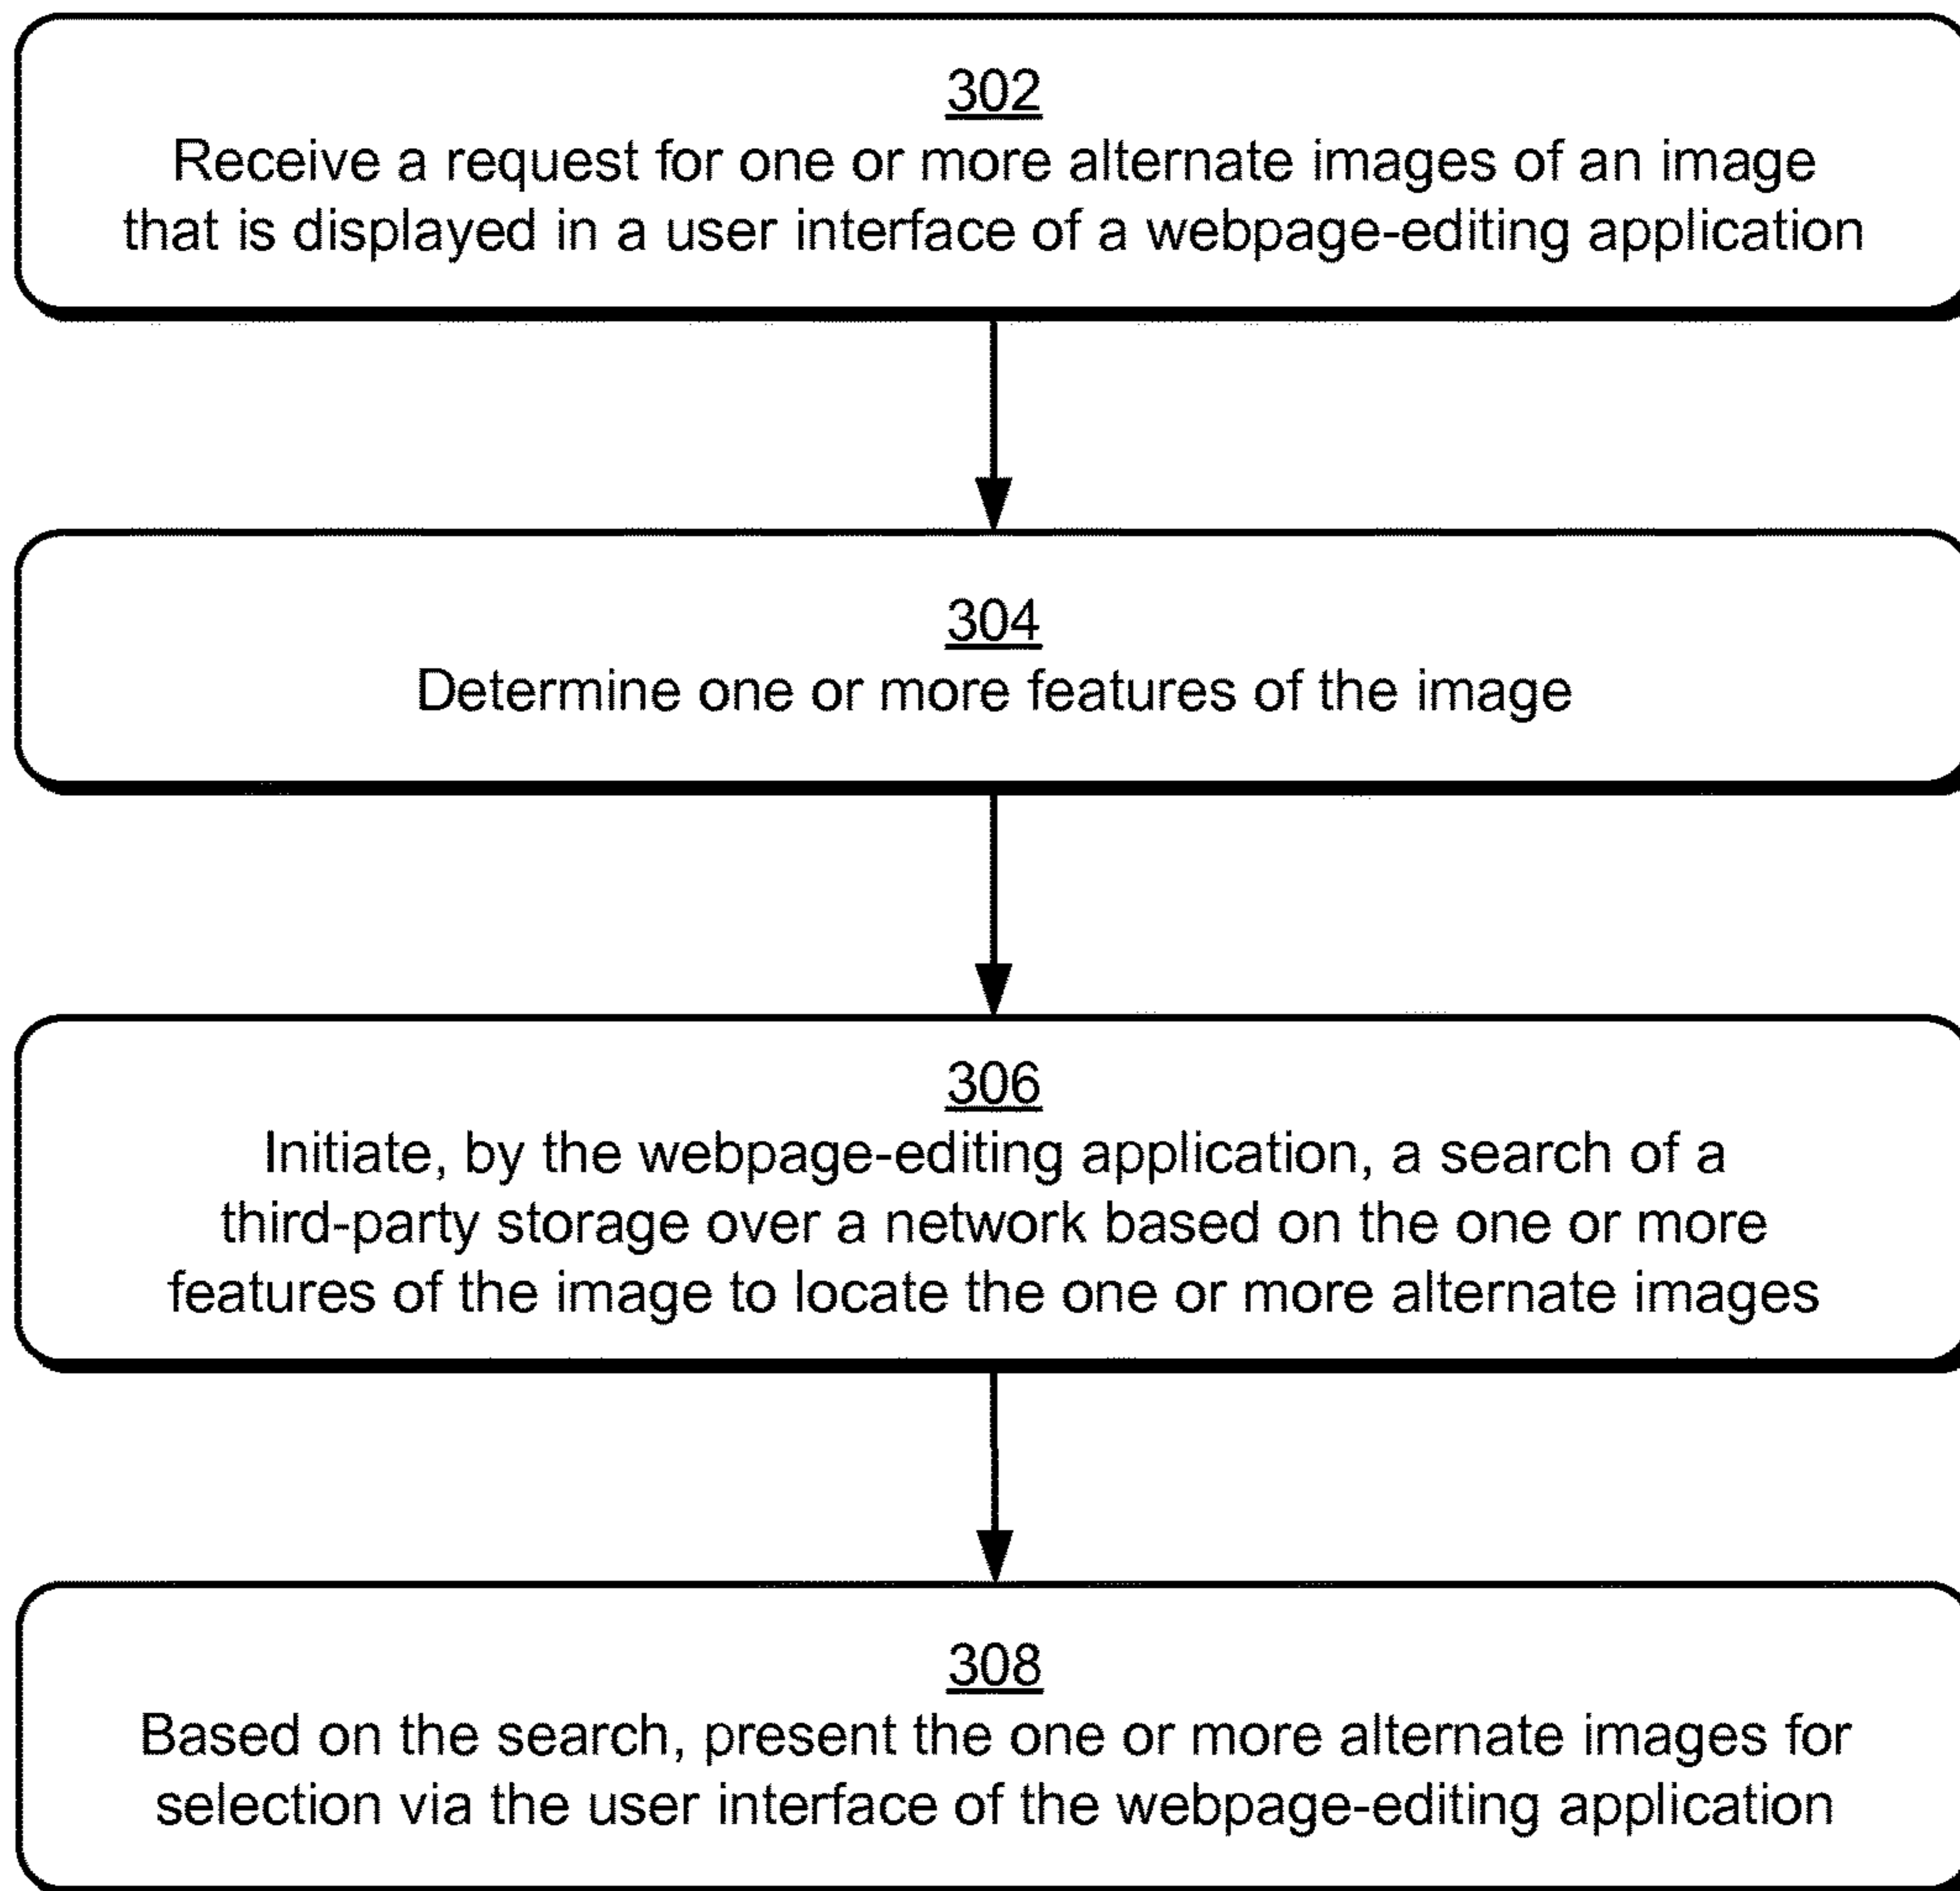 302
Receive a request for one or more alternate images of an image
that is displayed in a user interface of a webpage-editing application
304
Determine one or more features of the image
306
Initiate, by the webpage-editing application, a search of a
third-party storage over a network based on the one or more
features of the image to locate the one or more alternate images
308
Based on the search, present the one or more alternate images for
selection via the user interface of the webpage-editing application